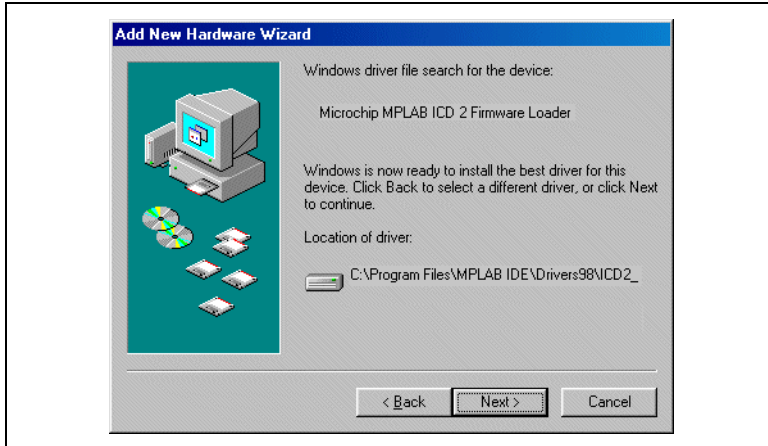 Add New Hardware Wizard
Windows driver file search for the device:
Microchip MPLAB ICD 2 Firmware Loader
Windows is now ready to install the best driver for this
device. Click Back to select a different driver, or click Next
to continue.
Location of driver:
C:\Program Files\MPLAB IDE\Drivers98\ICD2_
< Back
Next >
Cancel